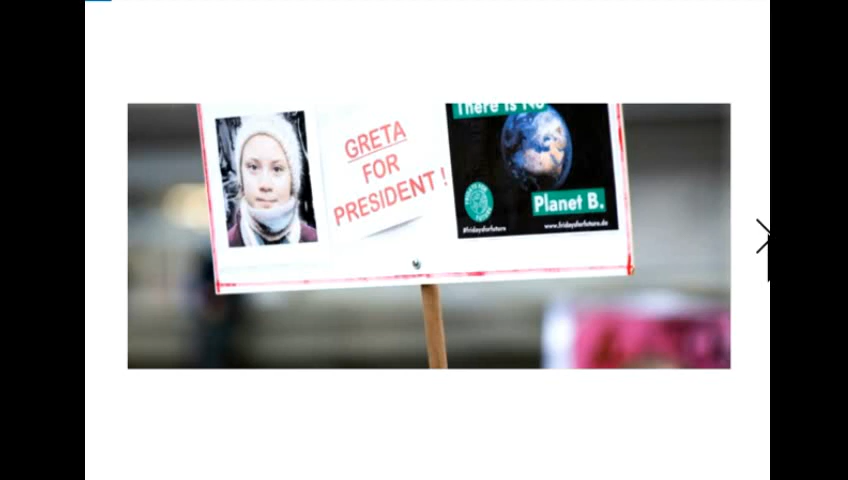 GRETA
FOR
PRESIDENT!
There is No
Planet B.
#fridaysforfuture
www.fridaysforfuture.de